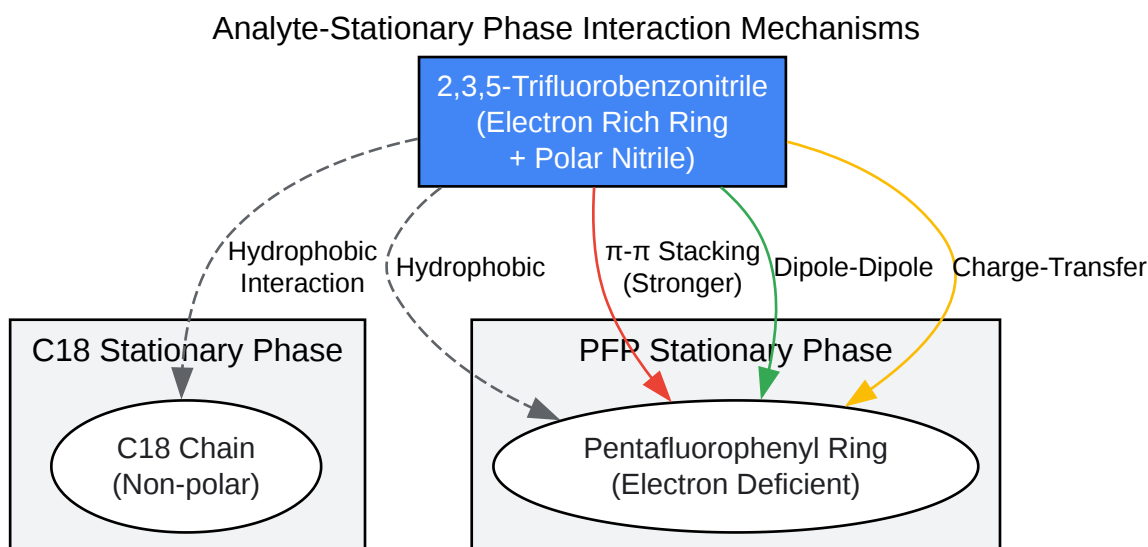 Analyte-Stationary Phase Interaction Mechanisms
2,3,5-Trifluorobenzonitrile
(Electron Rich Ring
+ Polar Nitrile)
Hydrophobic
Interaction
Hydrophobic
π-π Stacking
(Stronger)
Dipole-Dipole
Charge-Transfer
C18 Stationary Phase
PFP Stationary Phase
C18 Chain
(Non-polar)
Pentafluorophenyl Ring
(Electron Deficient)